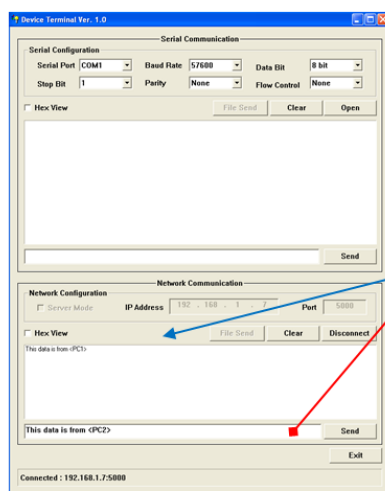 Device Terminal Ver. 1.0
Serial Communication
Serial Configuration
Serial Port COM1 Baud Rate 57600 Data Bit 8 bit
Stop Bit 1 Parity None Flow Control None
Hex View File Send Clear Open
Send
Network Communication
Network Configuration
Server Mode IP Address 192 . 168 . 1 . 7 Port 5000
Hex View File Send Clear Disconnect
This data is from <PC1>
This data is from <PC2> Send
Exit
Connected : 192.168.1.7:5000